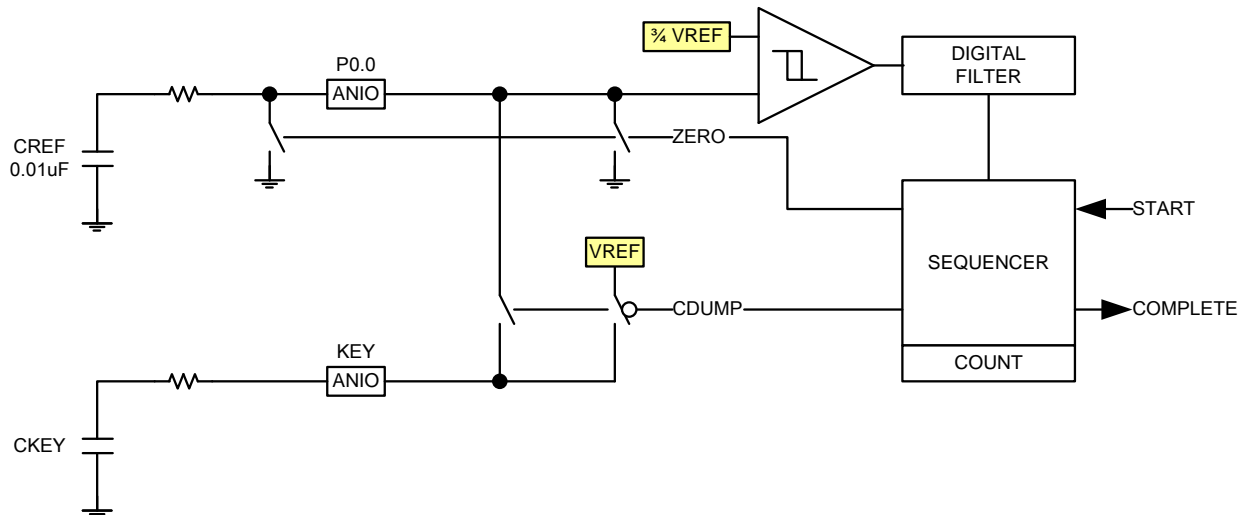 ¾ VREF
DIGITAL
FILTER
P0.0
ANIO
CREF
0.01uF
ZERO
START
VREF
SEQUENCER
CDUMP
COMPLETE
KEY
ANIO
COUNT
CKEY